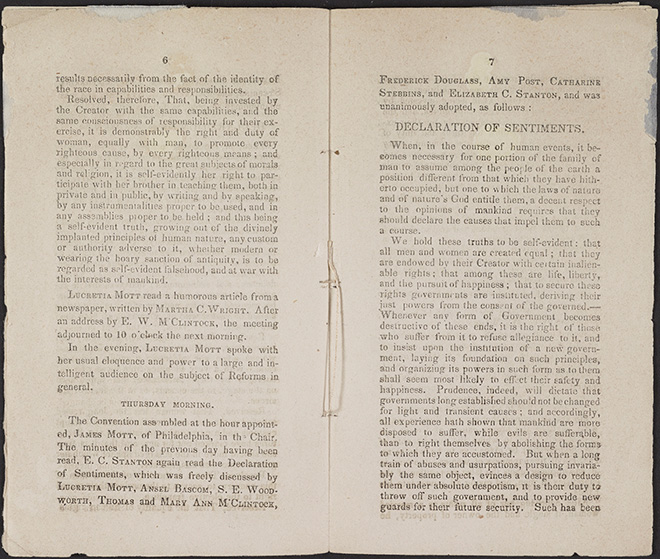 6
results necessarily from the fact of the identity of
the race in capabilities and responsibilities.
Resolved, therefore, That, being invested by
the Creator with the same capabilities, and the
same consciousness of responsibility for their ex-
ercise, it is demonstrably the right and duty of
woman, equally with man, to promote every
righteous cause, by every righteous means; and
especially in regard to the great subjects of morals
and religion, it is self-evidently her right to par-
ticipate with her brother in teaching them, both in
private and in public, by writing and by speaking,
by any instrumentalities proper to be used, and in
any assemblies proper to be held; and this being
a self-evident truth, growing out of the divinely
implanted principles of human nature, any custom
or authority adverse to it, whether modern or
wearing the hoary sanction of antiquity, is to be
regarded as self-evident falsehood, and at war with
the interests of mankind.
LUCRETIA MOTT read a humorous article from a
newspaper, written by MARTHA C. WRIGHT. After
an address by E. W. M'CLINTOCK, the meeting
adjourned to 10 o'clock the next morning.
In the evening, LUCRETIA MOTT spoke with
her usual eloquence and power to a large and in-
telligent audience on the subject of Reforms in
general.
THURSDAY MORNING.
The Convention assembled at the hour appoint-
ed, JAMES MOTT, of Philadelphia, in th Chair.
The minutes of the previous day having been
read, E. C. STANTON again read the Declaration
of Sentiments, which was freely discussed by
LUCRETIA MOTT, ANSEL BASCOM, S. E. WOOD-
WORTH, THOMAS and MARY ANN M'CLINTOCK,
7
FREDERICK DOUGLASS, AMY POST, CATHARINE
STEBBINS, and ELIZABETH C. STANTON, and was
unanimously adopted, as follows:
DECLARATION OF SENTIMENTS.
When, in the course of human events, it be-
comes necessary for one portion of the family of
man to assume among the people of the earth a
position different from that which they have hith-
erto occupied, but one to which the laws of nature
and of nature's God entitle them, a decent respect
to the opinions of mankind requires that they
should declare the causes that impel them to such
a course.
We hold these truths to be self-evident: that
all men and women are created equal; that they
are endowed by their Creator with certain inalien-
able rights; that among these are life, liberty,
and the pursuit of happiness; that to secure these
rights governments are instituted, deriving their
just powers from the consent of the governed.—
Whenever any form of Government becomes
destructive of these ends, it is the right of those
who suffer from it to refuse allegiance to it, and
to insist upon the institution of a new govern-
ment, laying its foundation on such principles,
and organizing its powers in such form as to them
shall seem most likely to effect their safety and
happiness. Prudence, indeed, will dictate that
governments long established should not be changed
for light and transient causes; and accordingly,
all experience hath shown that mankind are more
disposed to suffer, while evils are sufferable,
than to right themselves by abolishing the forms
to which they are accustomed. But when a long
train of abuses and usurpations, pursuing invaria-
bly the same object, evinces a design to reduce
them under absolute despotism, it is their duty to
throw off such government, and to provide new
guards for their future security. Such has been